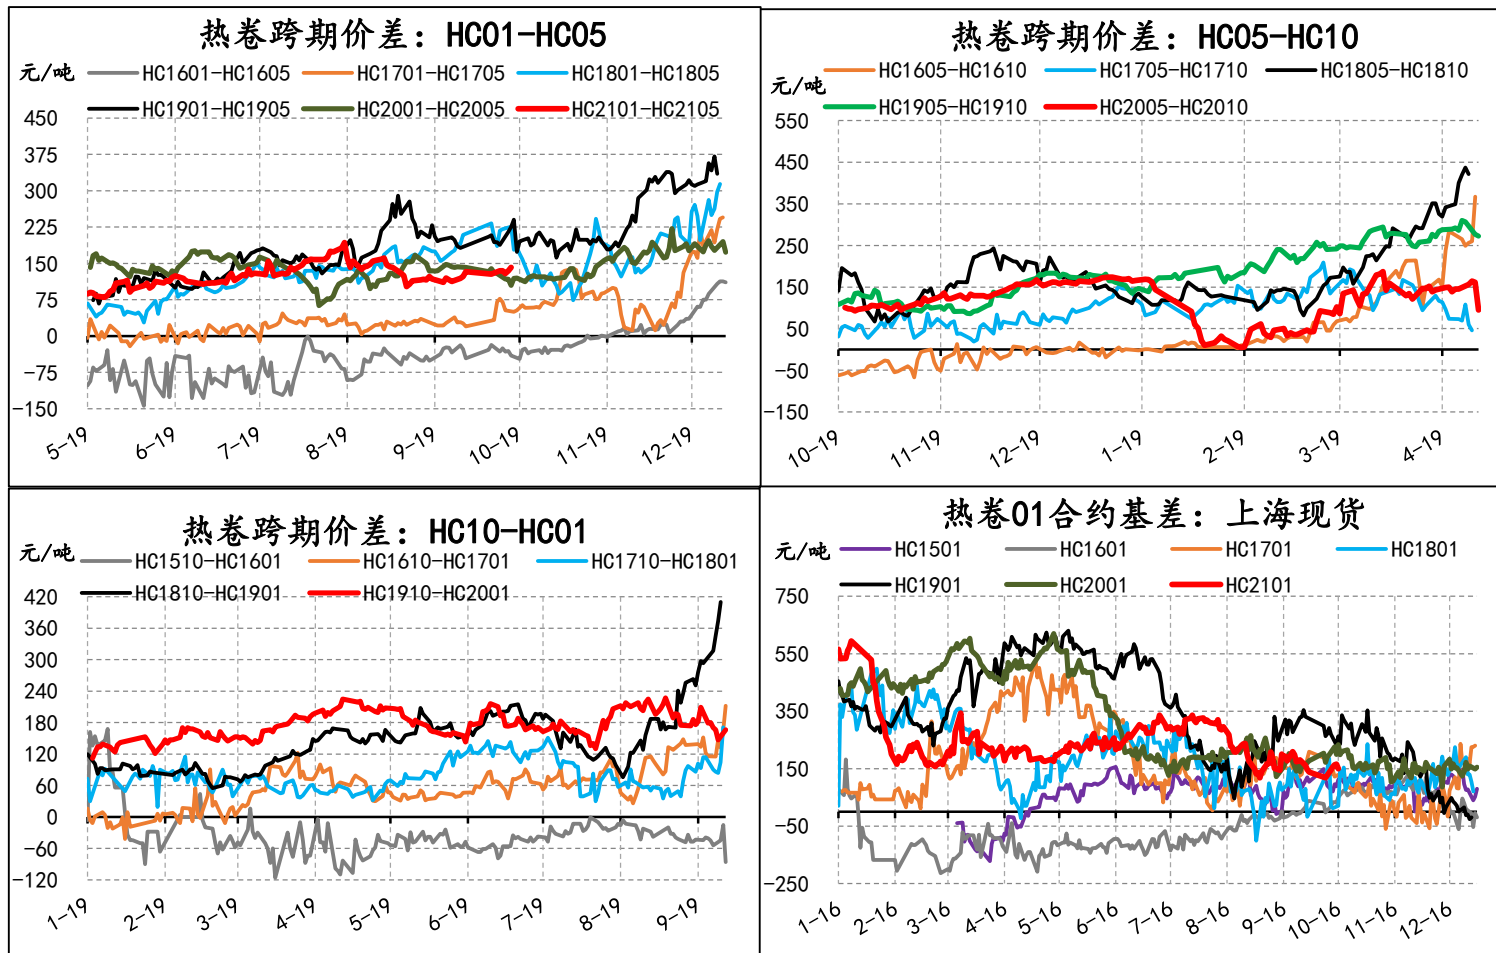 热卷跨期价差：HC01-HC05
元/吨
HC1601-HC1605 HC1701-HC1705 HC1801-HC1805
HC1901-HC1905 HC2001-HC2005 HC2101-HC2105
450
375
300
225
150
75
0
-75
-150
5-19 6-19 7-19 8-19 9-19 10-19 11-19 12-19
热卷跨期价差：HC05-HC10
元/吨
HC1605-HC1610 HC1705-HC1710 HC1805-HC1810
HC1905-HC1910 HC2005-HC2010
550
450
350
250
150
50
-50
-150
10-19 11-19 12-19 1-19 2-19 3-19 4-19
热卷跨期价差：HC10-HC01
元/吨
HC1510-HC1601 HC1610-HC1701 HC1710-HC1801
HC1810-HC1901 HC1910-HC2001
420
360
300
240
180
120
60
0
-60
-120
1-19 2-19 3-19 4-19 5-19 6-19 7-19 8-19 9-19
热卷01合约基差：上海现货
元/吨
HC1501 HC1601 HC1701 HC1801
HC1901 HC2001 HC2101
750
550
350
150
-50
-250
1-16 2-16 3-16 4-16 5-16 6-16 7-16 8-16 9-16 10-16 11-16 12-16